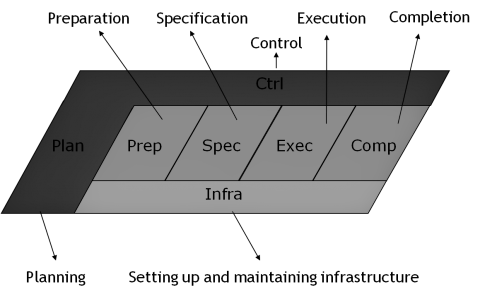 Preparation Specification Execution Completion
Control
Ctrl
Plan Prep Spec Exec Comp
Infra
Planning Setting up and maintaining infrastructure